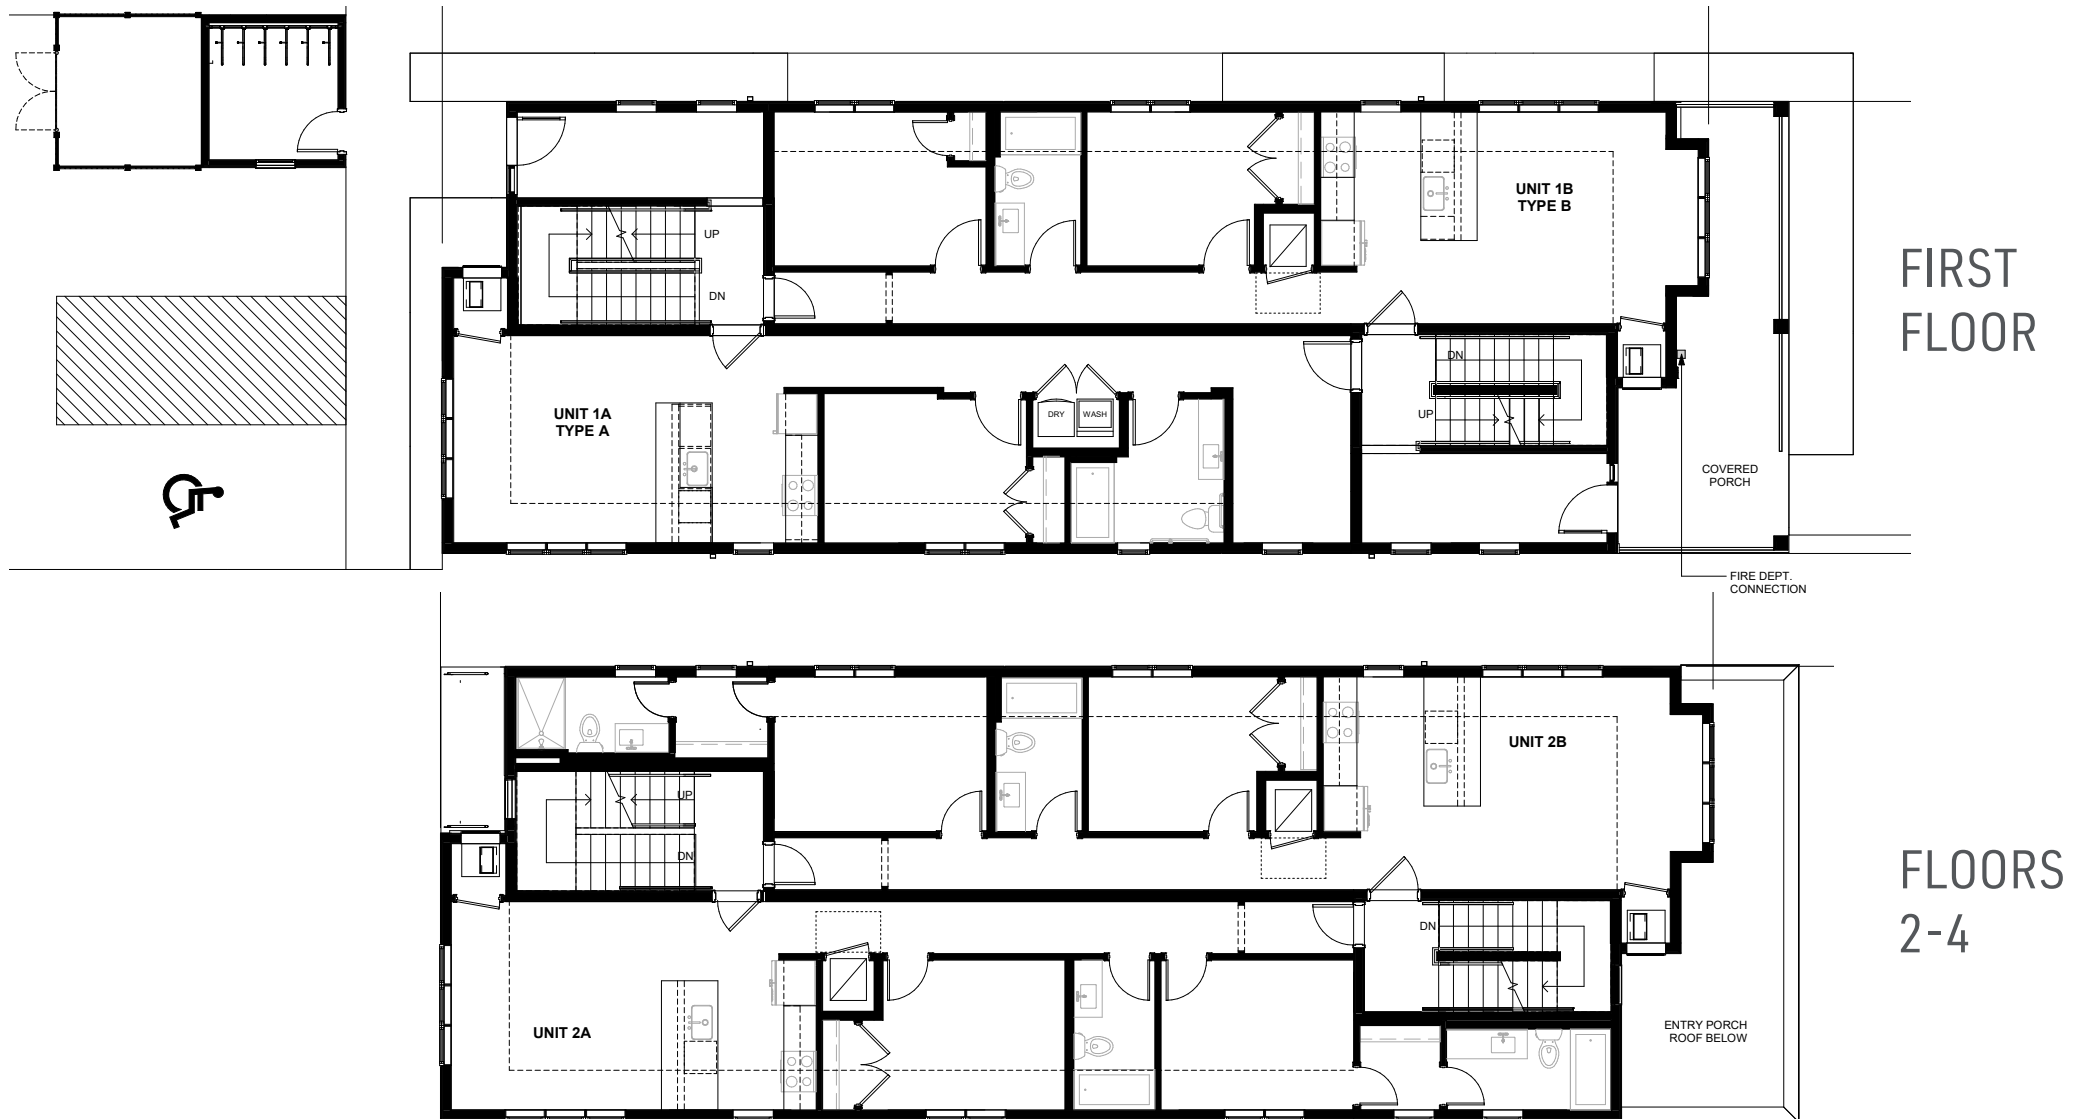 UP
DN
UNIT 1B
TYPE B
FIRST
FLOOR
UNIT 1A
TYPE A
DRY
WASH
DN
UP
COVERED
PORCH
FIRE DEPT.
CONNECTION
UP
DN
UNIT 2B
FLOORS
2-4
DN
UNIT 2A
ENTRY PORCH
ROOF BELOW